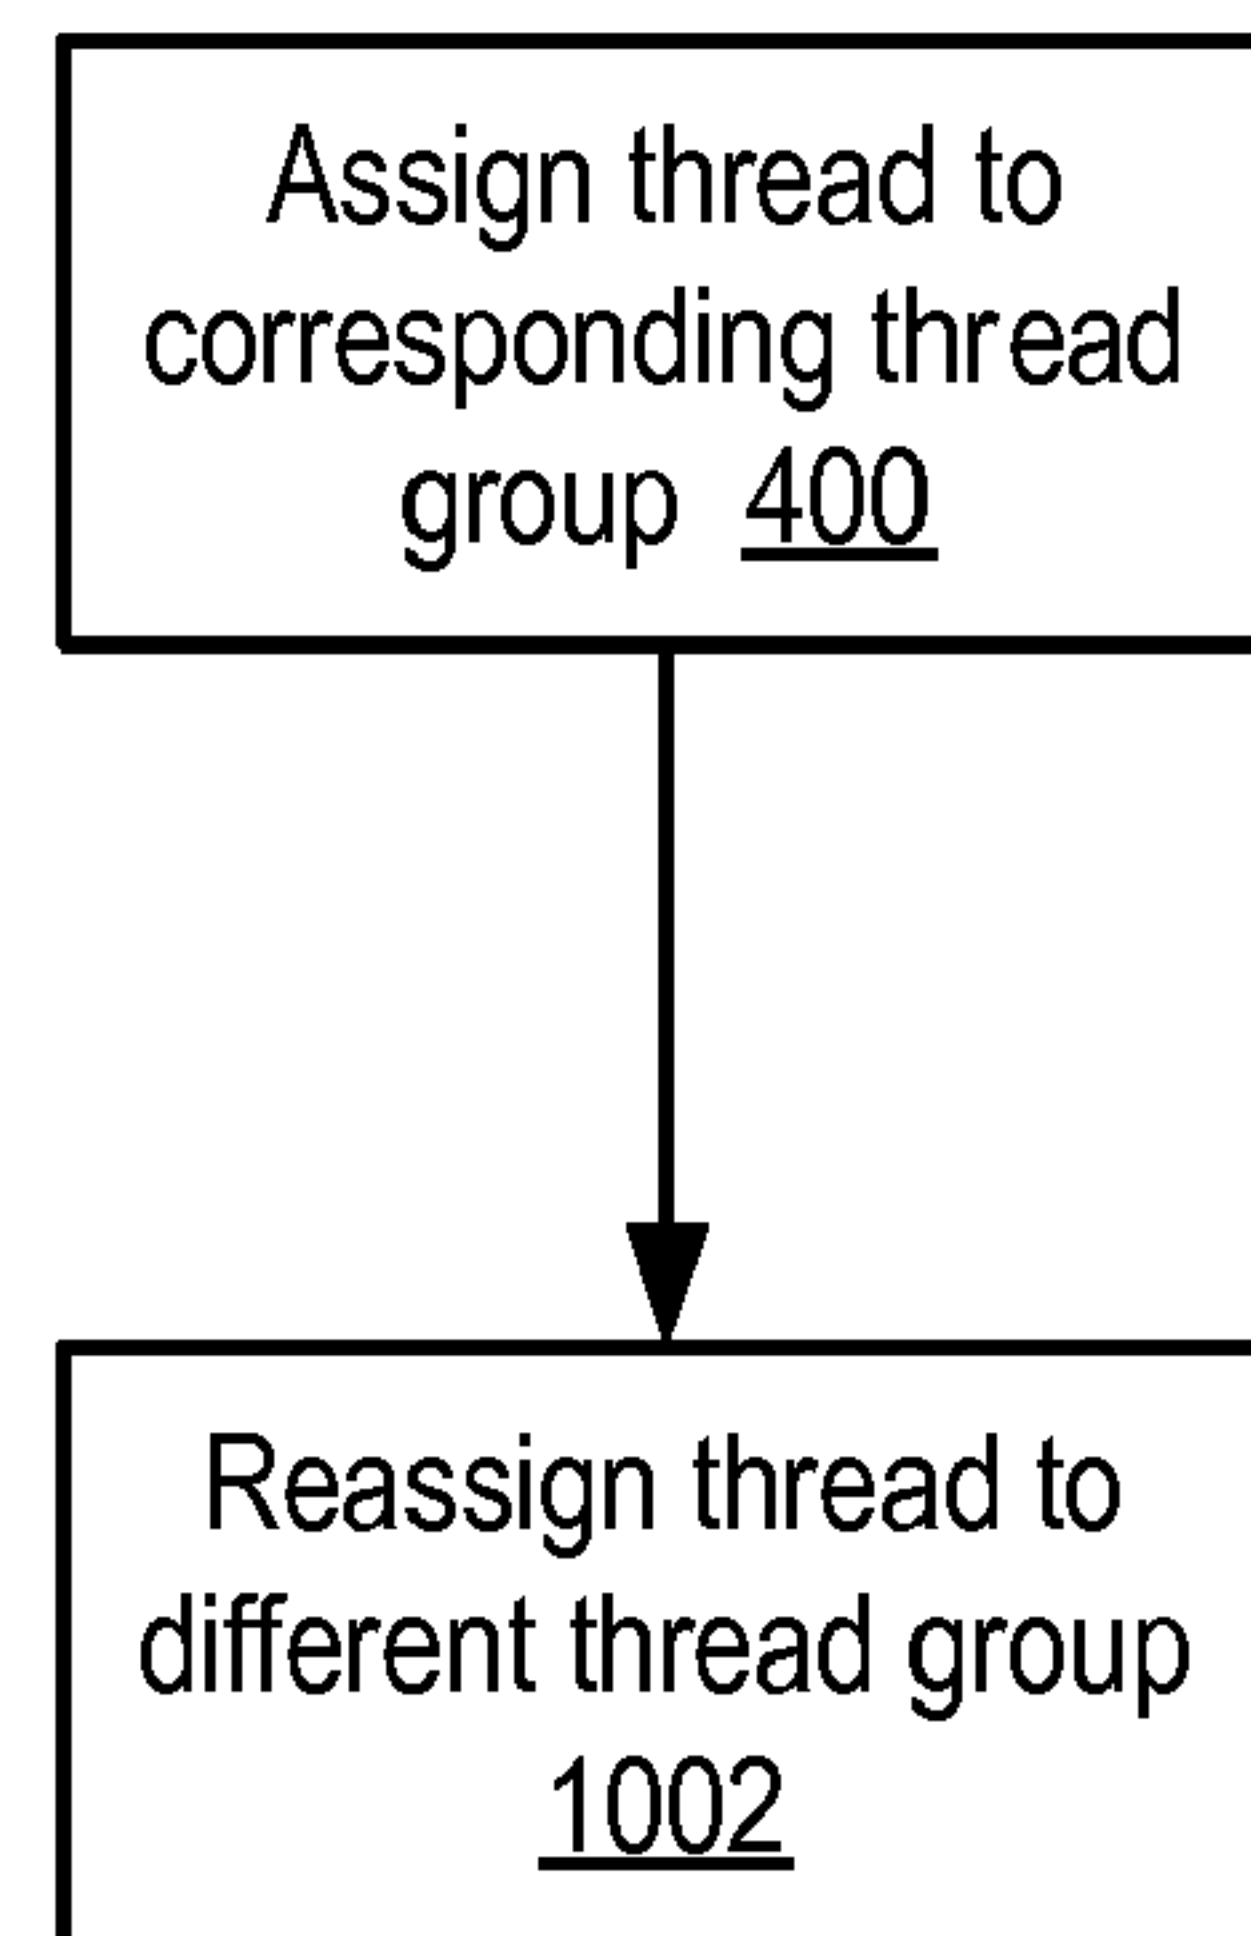 Assign thread to
corresponding thread
group 400
Reassign thread to
different thread group
1002